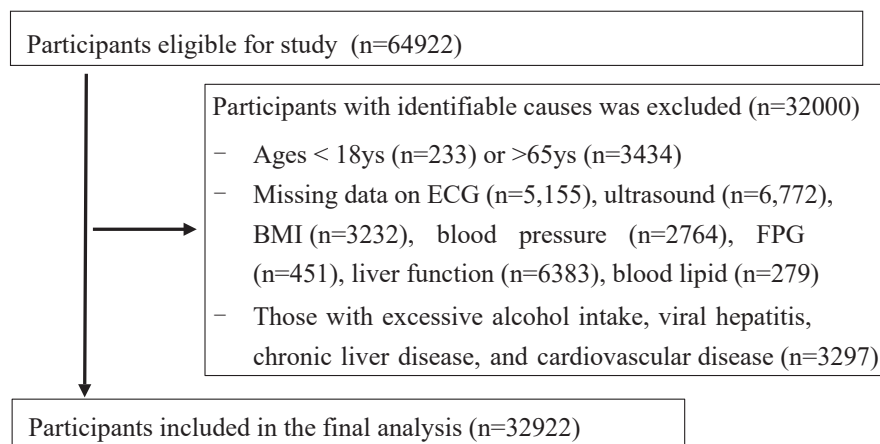 Participants eligible for study (n=64922)
Participants with identifiable causes was excluded (n=32000)
− Ages < 18ys (n=233) or >65ys (n=3434)
− Missing data on ECG (n=5,155), ultrasound (n=6,772),
BMI (n=3232), blood pressure (n=2764), FPG
(n=451), liver function (n=6383), blood lipid (n=279)
− Those with excessive alcohol intake, viral hepatitis,
chronic liver disease, and cardiovascular disease (n=3297)
Participants included in the final analysis (n=32922)